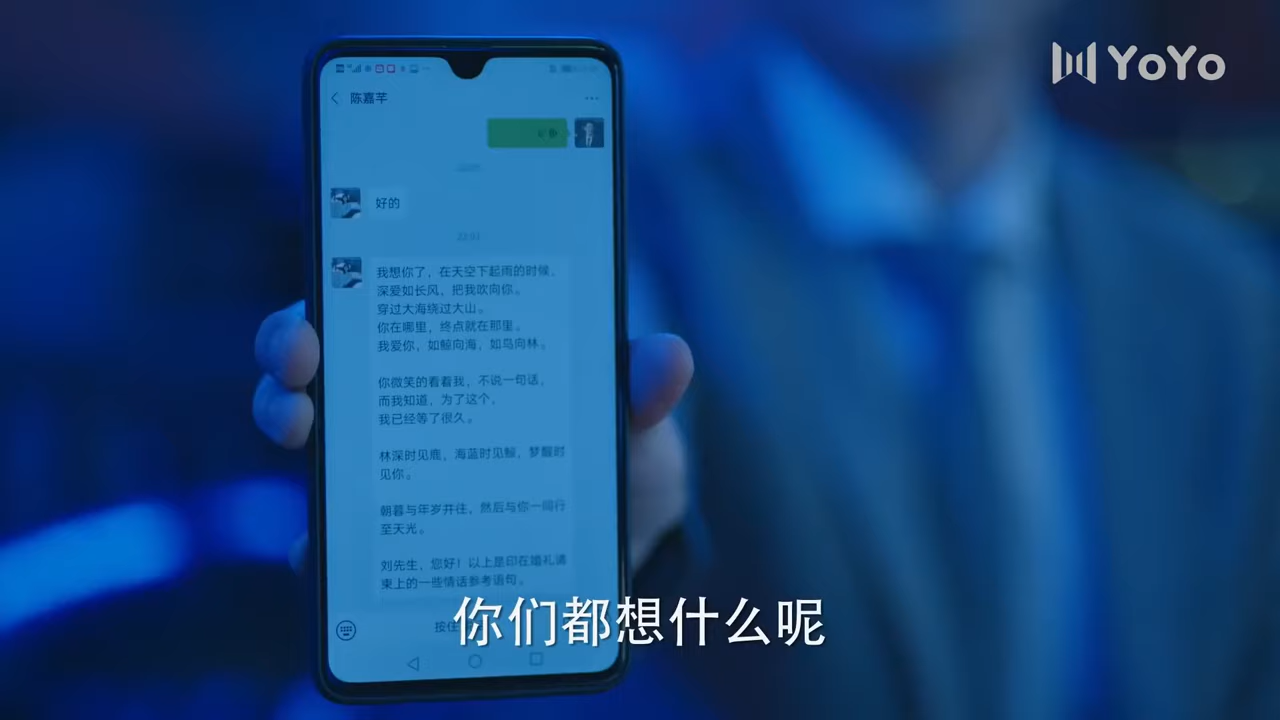 YoYo
陈嘉芊
好的
22:03
我想你了，在天空下起雨的时候，
深爱如长风，把我吹向你。
穿过大海绕过大山。
你在哪里，终点就在那里。
我爱你，如鲸向海，如鸟向林。
你微笑的看着我，不说一句话，
而我知道，为了这个，
我已经等了很久。
林深时见鹿，海蓝时见鲸，梦醒时
见你。
朝暮与年岁并往，然后与你一同行
至天光。
刘先生，您好！以上是印在婚礼请
柬上的一些情话参考语句。
按住
你们都想什么呢